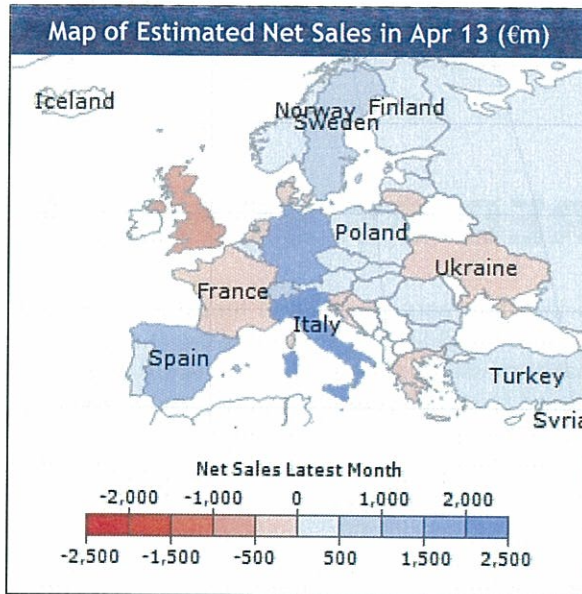 Map of Estimated Net Sales in Apr 13 (€m)
Iceland
Norway Finland
Sweden
Poland
Ukraine
France
Italy
Spain
Turkey
Syria
Net Sales Latest Month
-2,000 -1,000 0 1,000 2,000
-2,500 -1,500 -500 500 1,500 2,500